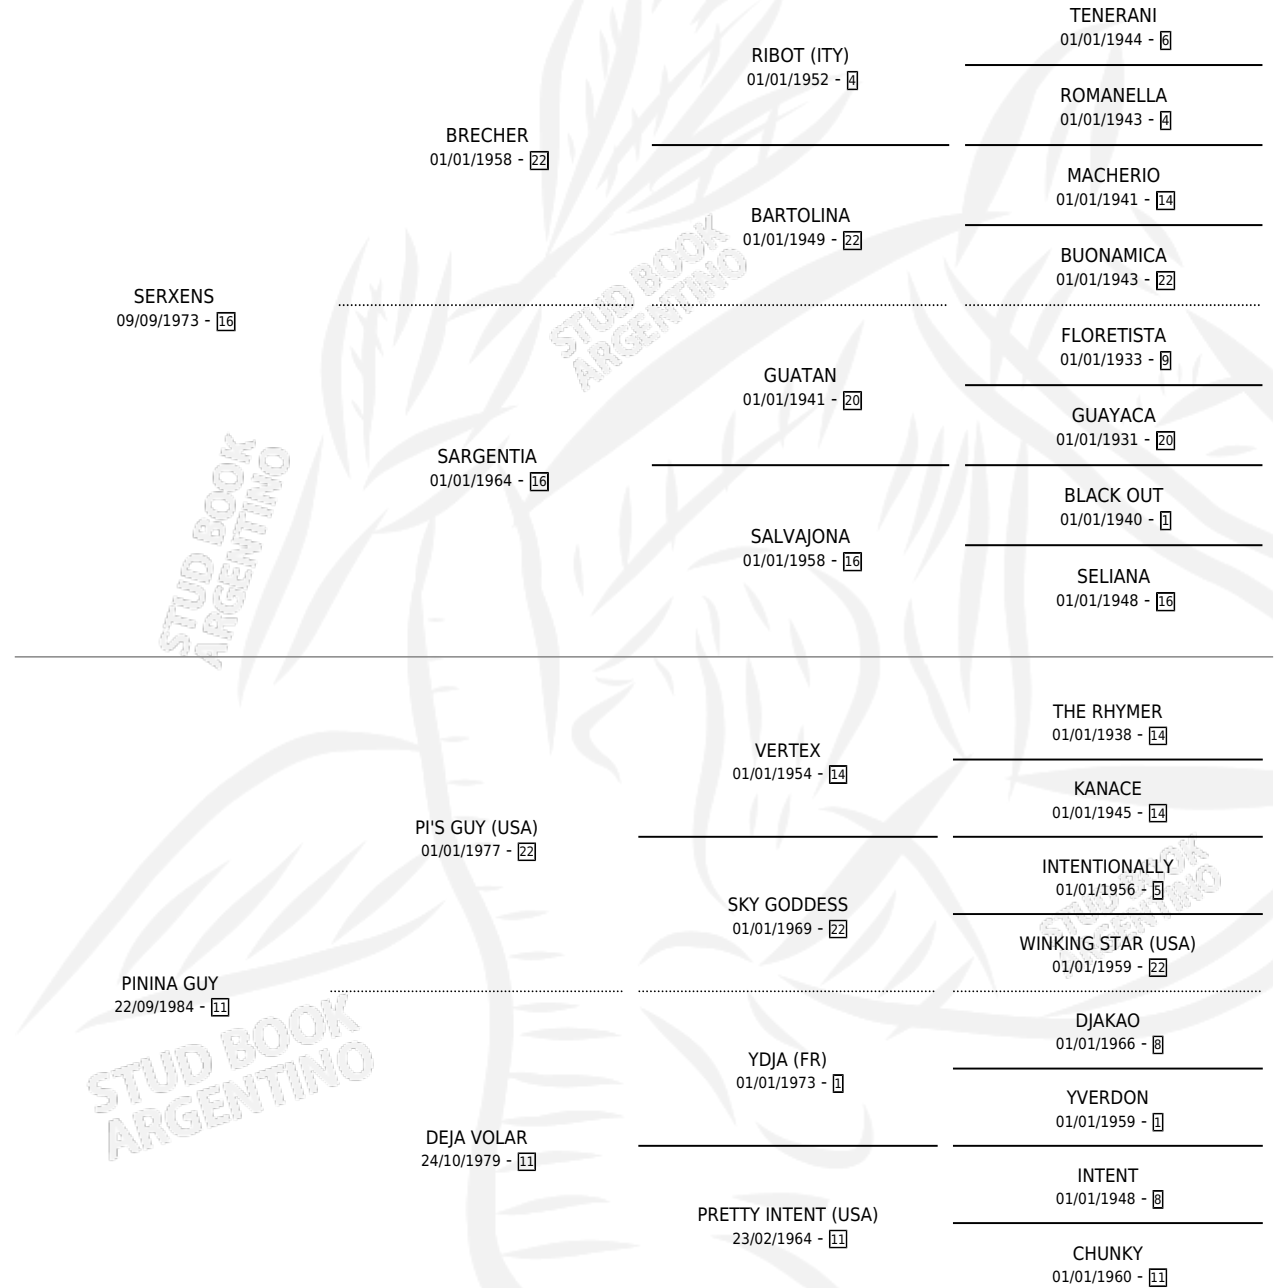 TENERANI
01/01/1944 - 6
RIBOT (ITY)
01/01/1952 - 4
ROMANELLA
01/01/1943 - 4
BRECHER
01/01/1958 - 22
MACHERIO
01/01/1941 - 14
BARTOLINA
01/01/1949 - 22
BUONAMICA
01/01/1943 - 22
SERXENS
09/09/1973 - 16
FLORETISTA
01/01/1933 - 9
GUATAN
01/01/1941 - 20
GUAYACA
01/01/1931 - 20
SARGENTIA
01/01/1964 - 16
BLACK OUT
01/01/1940 - 1
SALVAJONA
01/01/1958 - 16
SELIANA
01/01/1948 - 16
THE RHYMER
01/01/1938 - 14
VERTEX
01/01/1954 - 14
KANACE
01/01/1945 - 14
PI'S GUY (USA)
01/01/1977 - 22
INTENTIONALLY
01/01/1956 - 5
SKY GODDESS
01/01/1969 - 22
WINKING STAR (USA)
01/01/1959 - 22
PININA GUY
22/09/1984 - 11
DJAKAO
01/01/1966 - 8
YDJA (FR)
01/01/1973 - 1
YVERDON
01/01/1959 - 1
DEJA VOLAR
24/10/1979 - 11
INTENT
01/01/1948 - 8
PRETTY INTENT (USA)
23/02/1964 - 11
CHUNKY
01/01/1960 - 11
STUD BOOK
ARGENTINO
STUD BOOK
ARGENTINO
STUD BOOK
ARGENTINO
STUD BOOK
ARGENTINO